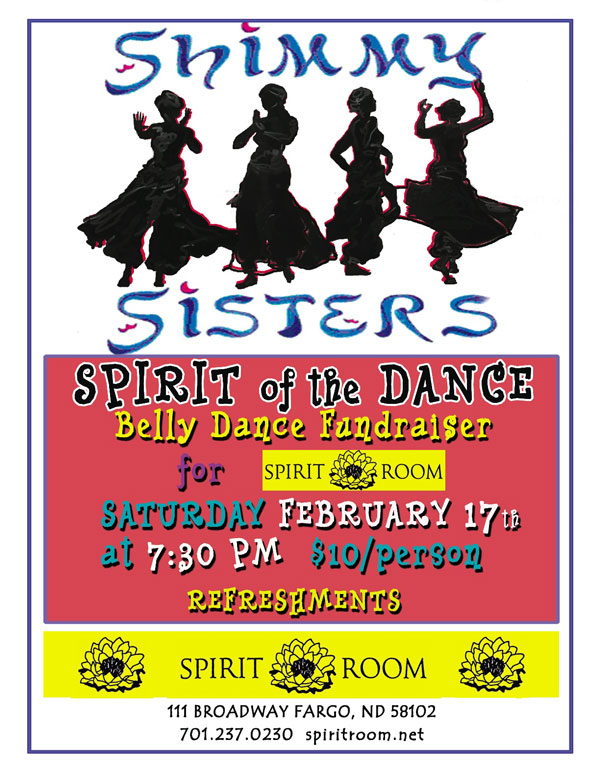 Shimmy
Sisters
SPIRIT of the DANCE
Belly Dance Fundraiser
for SPIRIT ROOM
SATURDAY FEBRUARY 17th
at 7:30 PM $10/person
REFRESHMENTS
SPIRIT ROOM
111 BROADWAY FARGO, ND 58102
701.237.0230 spiritroom.net